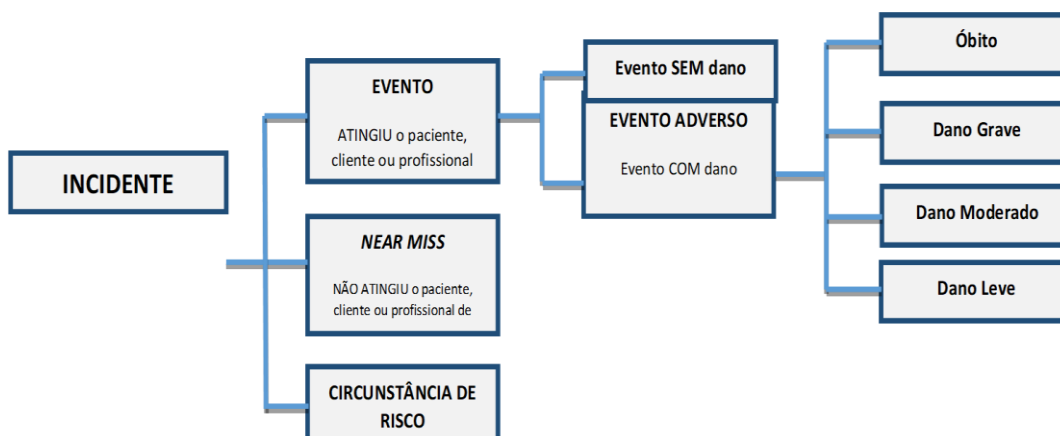 INCIDENTE
EVENTO
ATINGIU o paciente,
cliente ou profissional
NEAR MISS
NÃO ATINGIU o paciente,
cliente ou profissional de
CIRCUNSTÂNCIA DE
RISCO
Evento SEM dano
EVENTO ADVERSO
Evento COM dano
Óbito
Dano Grave
Dano Moderado
Dano Leve